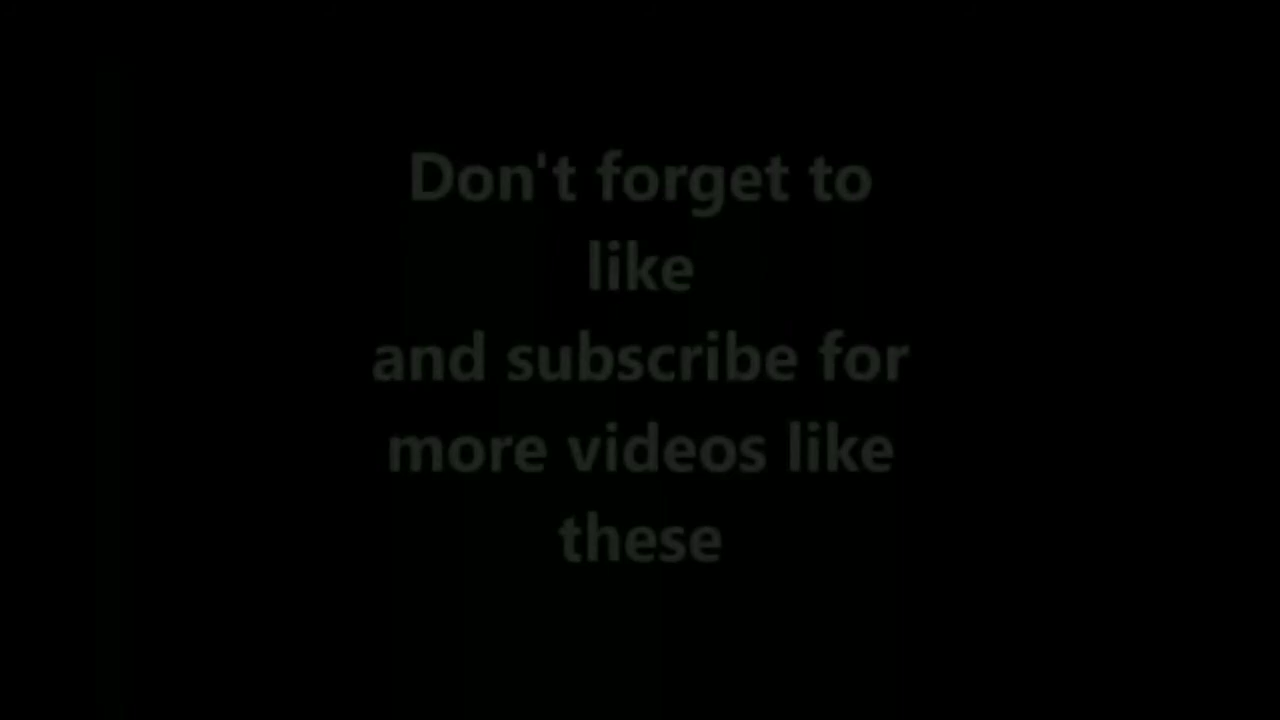 Don't forget to
like
and subscribe for
more videos like
these